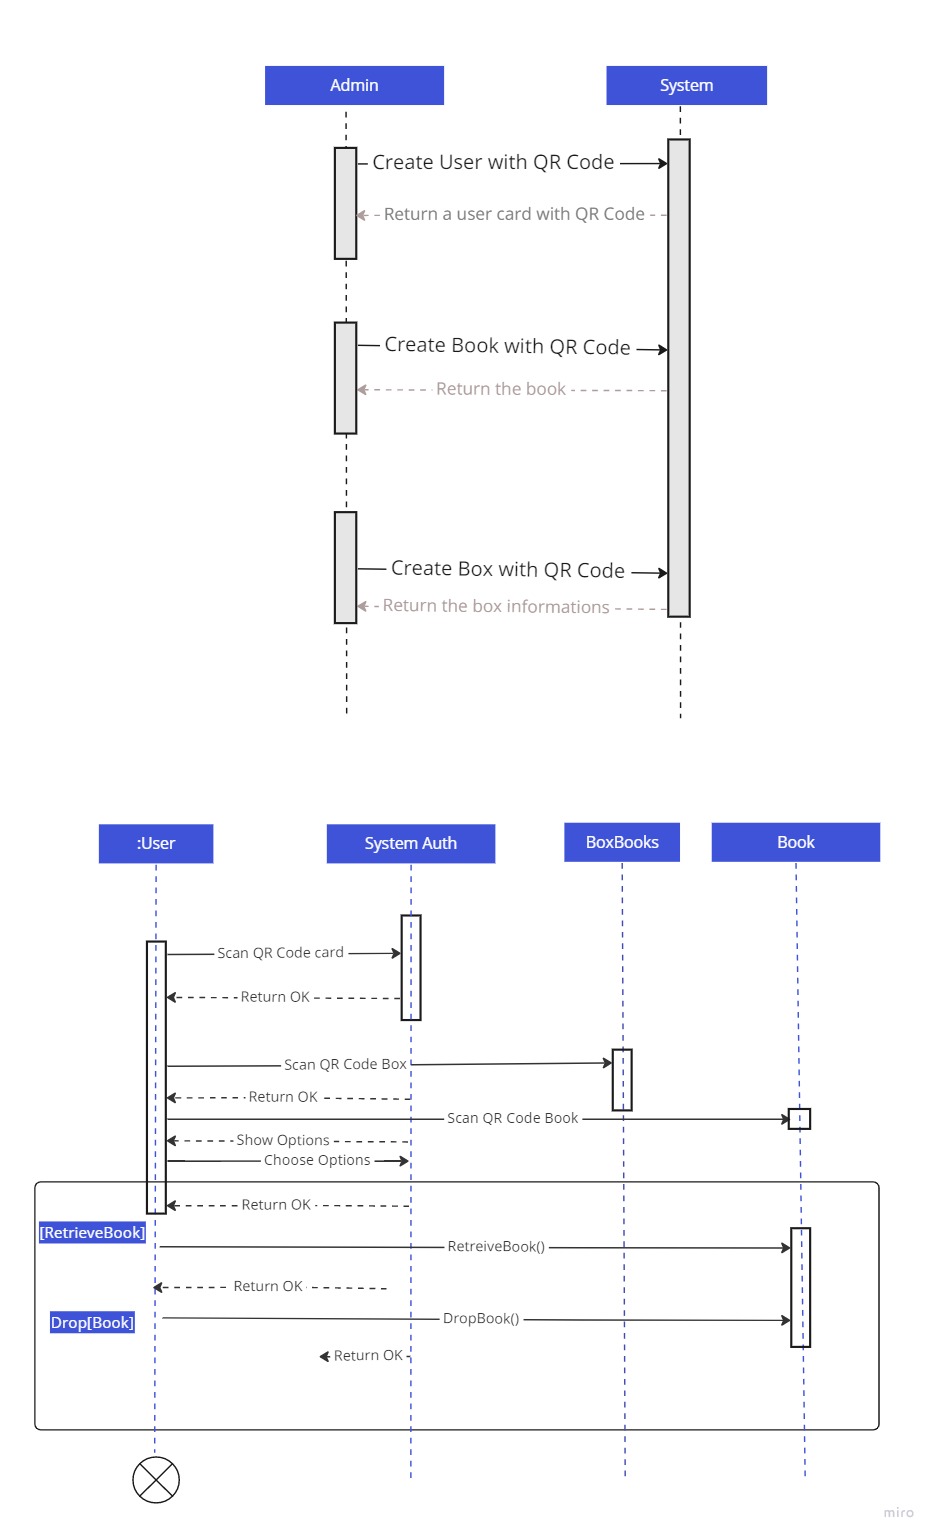 Admin
System
Create User with QR Code
Return a user card with QR Code
Create Book with QR Code
Return the book
Create Box with QR Code
Return the box informations
:User
System Auth
BoxBooks
Book
Scan QR Code card
Return OK
Scan QR Code Box
Return OK
Scan QR Code Book
Show Options
Choose Options
Return OK
[RetrieveBook]
RetreiveBook()
Return OK
Drop[Book]
DropBook()
Return OK
miro